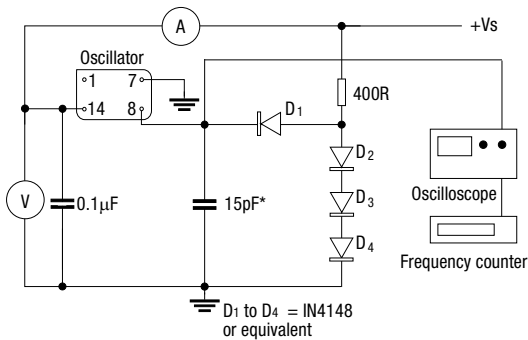 A
+Vs
Oscillator
1 7
14 8
D1
400R
D2
V
0.1μF
15pF*
D3
D4
Oscilloscope
Frequency counter
D1 to D4 = IN4148
or equivalent